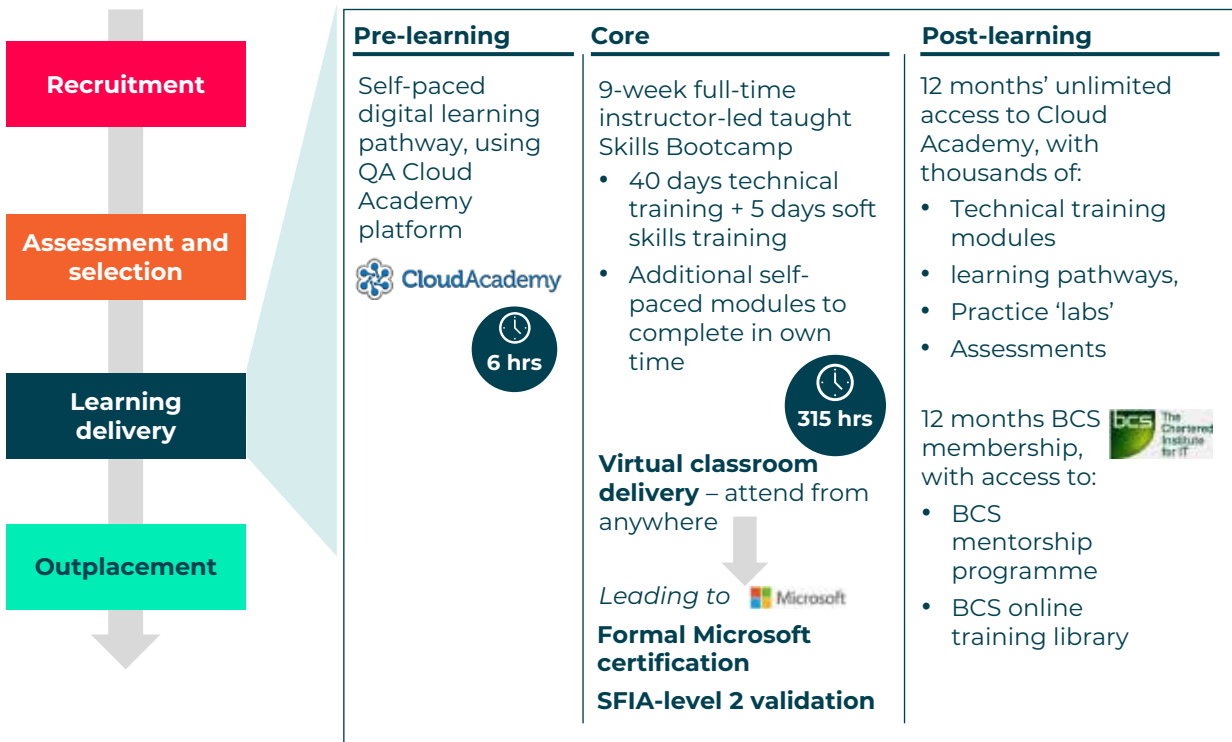 Recruitment
Assessment and
selection
Learning
delivery
Outplacement
Pre-learning
Self-paced
digital learning
pathway, using
QA Cloud
Academy
platform
CloudAcademy
6 hrs
Core
9-week full-time
instructor-led taught
Skills Bootcamp
• 40 days technical
training + 5 days soft
skills training
• Additional self-
paced modules to
complete in own
time
315 hrs
Virtual classroom
delivery – attend from
anywhere
Leading to Microsoft
Formal Microsoft
certification
SFIA-level 2 validation
Post-learning
12 months’ unlimited
access to Cloud
Academy, with
thousands of:
• Technical training
modules
• learning pathways,
• Practice ‘labs’
• Assessments
12 months BCS
membership,
with access to:
bcs
The
Chartered
Institute
for IT
• BCS
mentorship
programme
• BCS online
training library